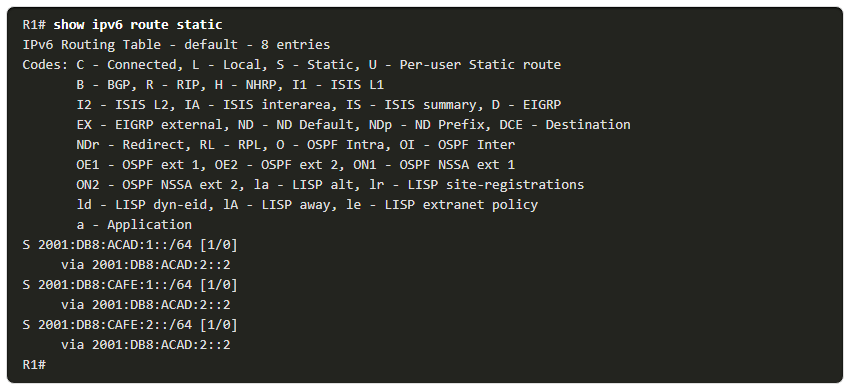 R1# show ipv6 route static
IPv6 Routing Table - default - 8 entries
Codes: C - Connected, L - Local, S - Static, U - Per-user Static route
B - BGP, R - RIP, H - NHRP, I1 - ISIS L1
I2 - ISIS L2, IA - ISIS interarea, IS - ISIS summary, D - EIGRP
EX - EIGRP external, ND - ND Default, NDp - ND Prefix, DCE - Destination
NDr - Redirect, RL - RPL, O - OSPF Intra, OI - OSPF Inter
OE1 - OSPF ext 1, OE2 - OSPF ext 2, ON1 - OSPF NSSA ext 1
ON2 - OSPF NSSA ext 2, la - LISP alt, lr - LISP site-registrations
ld - LISP dyn-eid, lA - LISP away, le - LISP extranet policy
a - Application
S 2001:DB8:ACAD:1::/64 [1/0]
via 2001:DB8:ACAD:2::2
S 2001:DB8:CAFE:1::/64 [1/0]
via 2001:DB8:ACAD:2::2
S 2001:DB8:CAFE:2::/64 [1/0]
via 2001:DB8:ACAD:2::2
R1#